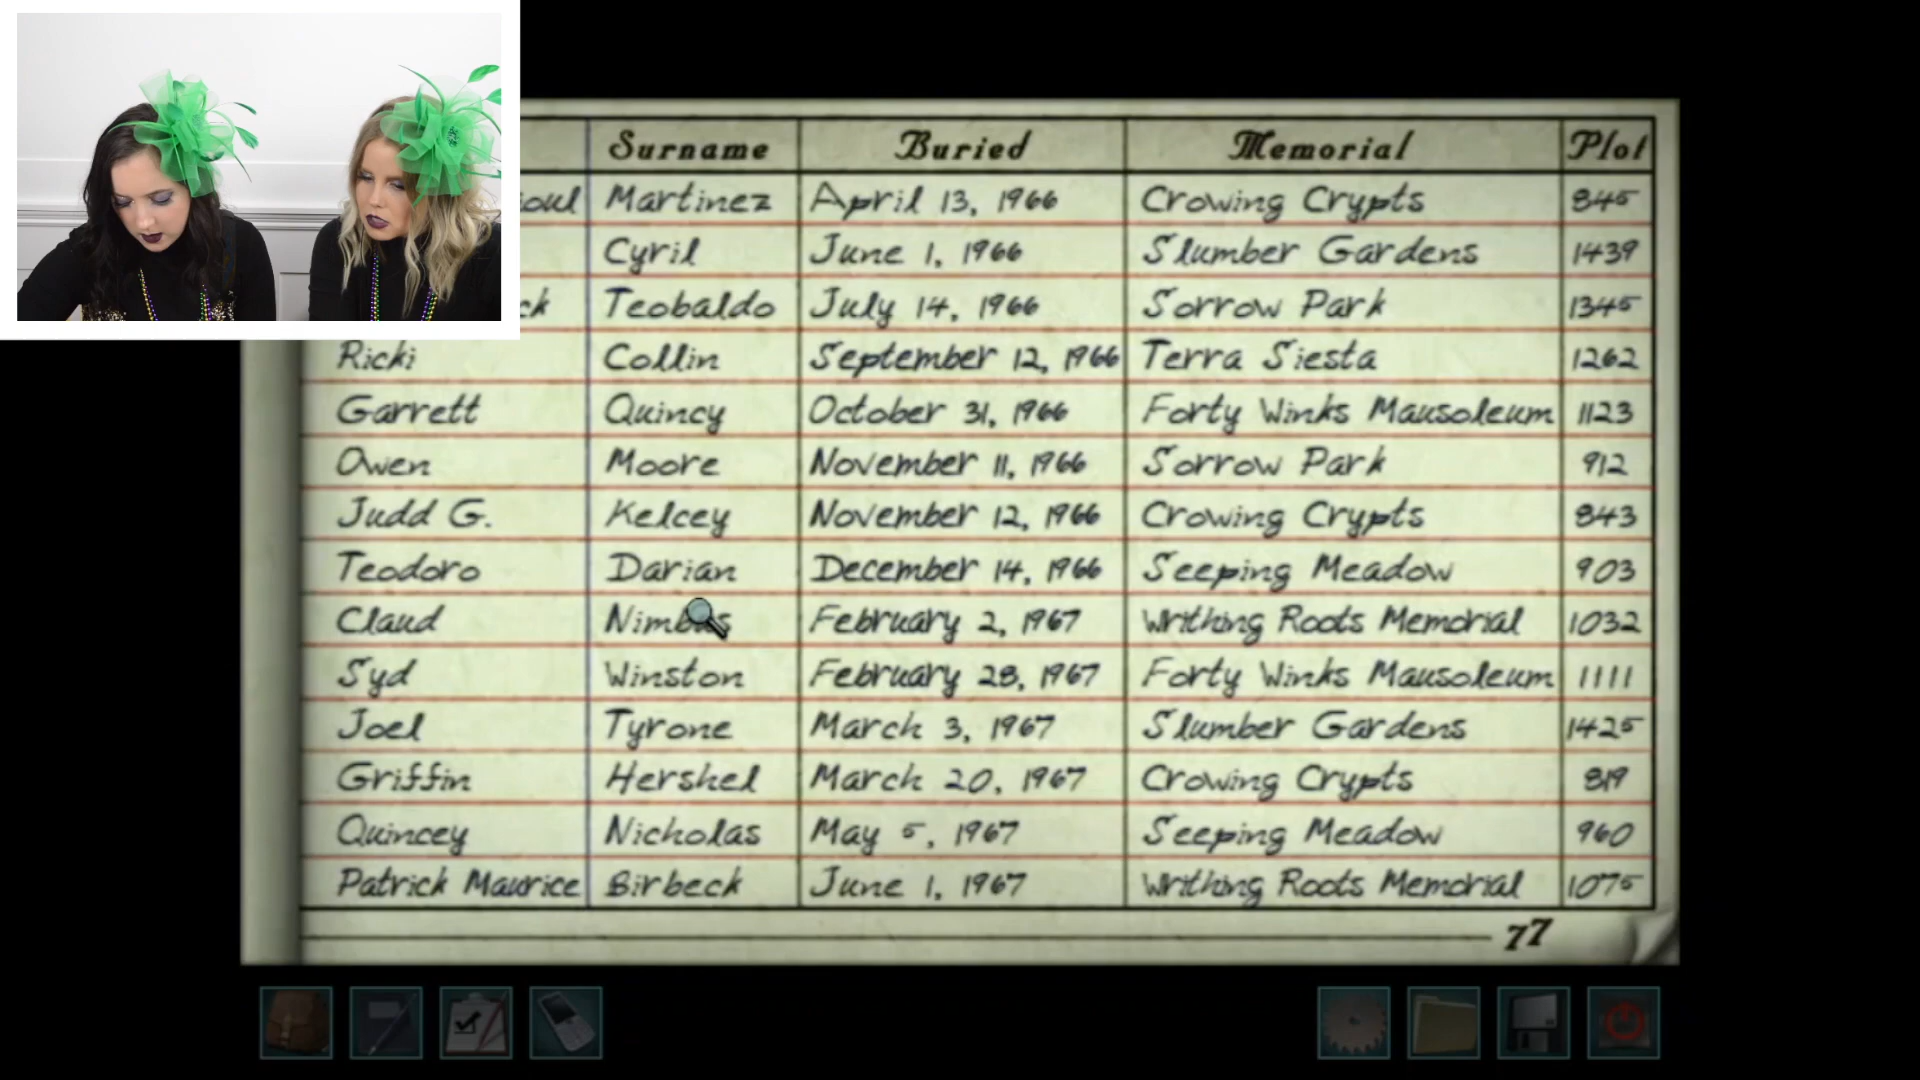 Surname Buried Memorial Plot
oul Martinez April 13, 1966 Crowing Crypts 845
Cyril June 1, 1966 Slumber Gardens 1439
ck Teobaldo July 14, 1966 Sorrow Park 1345
Ricki Collin September 12, 1966 Terra Siesta 1262
Garrett Quincy October 31, 1966 Forty Winks Mausoleum 1123
Owen Moore November 11, 1966 Sorrow Park 912
Judd G. Kelcey November 12, 1966 Crowing Crypts 843
Teodoro Darian December 14, 1966 Seeping Meadow 903
Claud Nimbus February 2, 1967 Writhing Roots Memorial 1032
Syd Winston February 28, 1967 Forty Winks Mausoleum 1111
Joel Tyrone March 3, 1967 Slumber Gardens 1425
Griffin Hershel March 20, 1967 Crowing Crypts 819
Quincey Nicholas May 5, 1967 Seeping Meadow 960
Patrick Maurice Birbeck June 1, 1967 Writhing Roots Memorial 1075
77